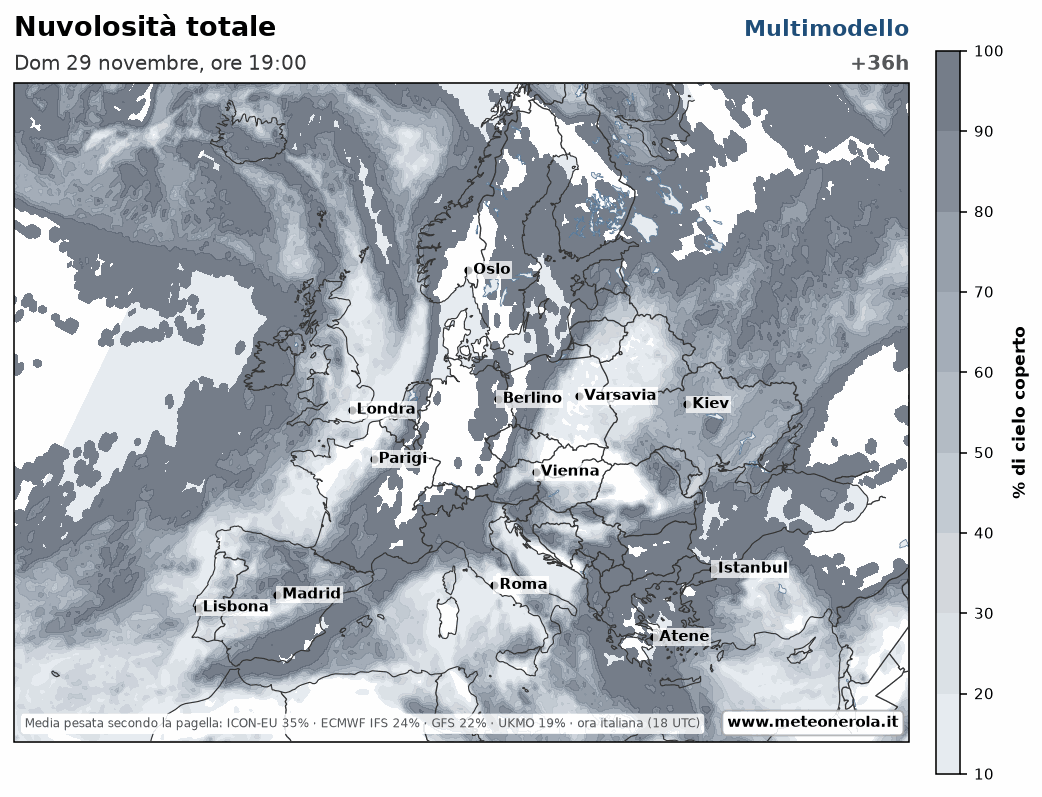 Nuvolosità totale
Multimodello
Dom 29 novembre, ore 19:00
+36h
100
90
80
70
60
50
40
30
20
10
% di cielo coperto
Oslo
Berlino
Varsavia
Kiev
Londra
Parigi
Vienna
Istanbul
Roma
Madrid
Lisbona
Atene
Media pesata secondo la pagella: ICON-EU 35% · ECMWF IFS 24% · GFS 22% · UKMO 19% · ora italiana (18 UTC)
www.meteonerola.it